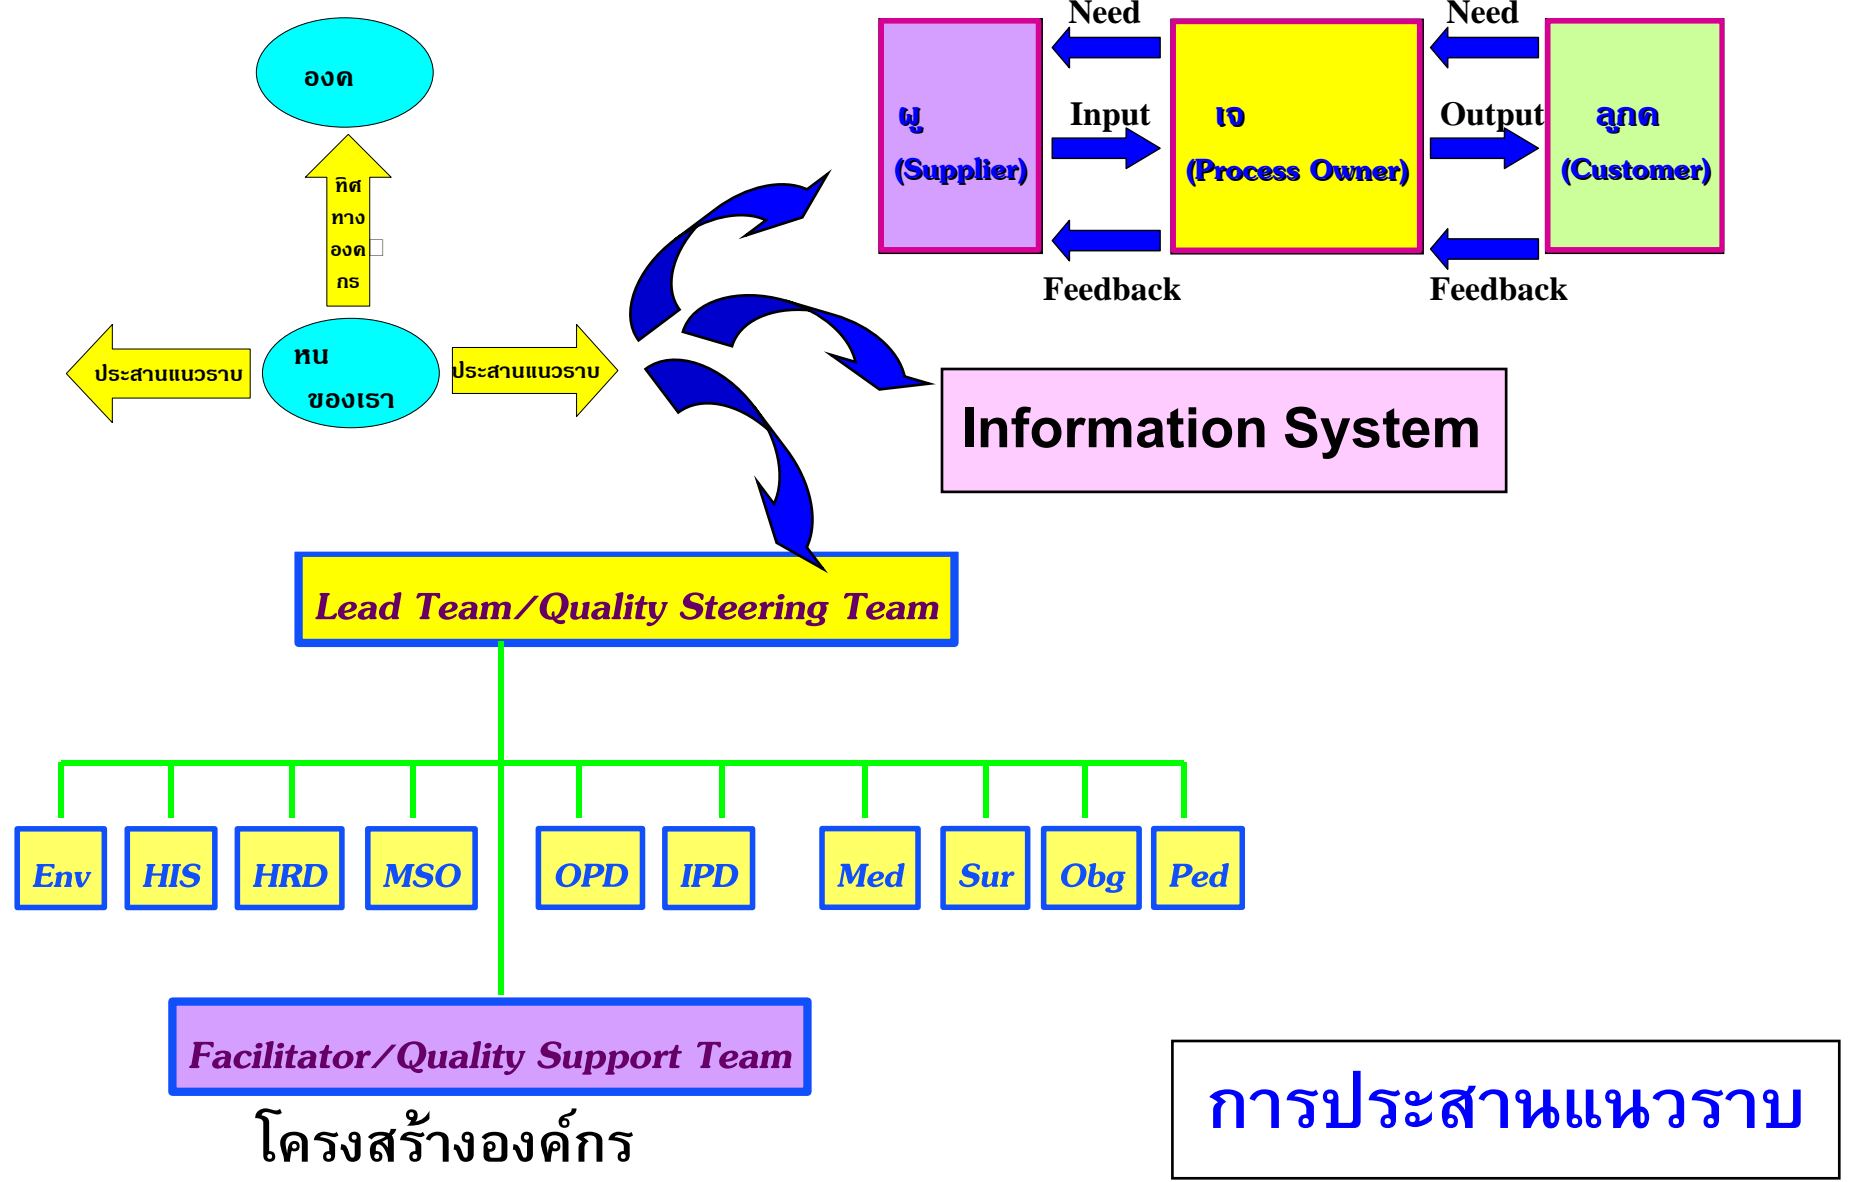 องค
ทิศ
ทาง
องค
กร
ประสานแนวราบ
หน
ของเรา
ประสานแนวราบ
Need
Need
ผู
(Supplier)
Input
เจ
(Process Owner)
Output
ลูกค
(Customer)
Feedback
Feedback
Information System
Lead Team/Quality Steering Team
Env
HIS
HRD
MSO
OPD
IPD
Med
Sur
Obg
Ped
Facilitator/Quality Support Team
โครงสร้างองค์กร
การประสานแนวราบ